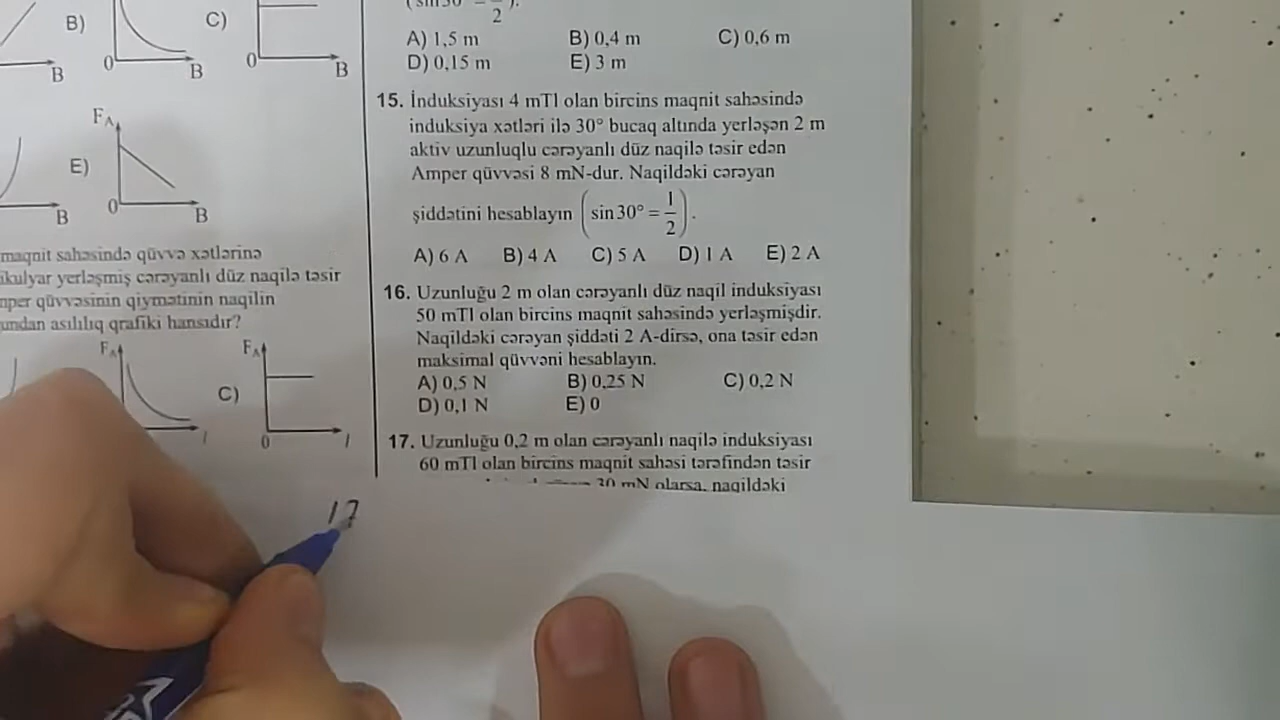 B)
C)
0
B
0
B
B
E)
F_A
0
B
B
maqnit sahəsində qüvvə xətlərinə
ikulyar yerləşmiş cərəyanlı düz naqilə təsir
mper qüvvəsinin qiymətinin naqilin
undan asılılıq qrafiki hansıdır?
F_A
l
F_A
C)
0
l
2
A) 1,5 m B) 0,4 m C) 0,6 m
D) 0,15 m E) 3 m
15. İnduksiyası 4 mTl olan bircins maqnit sahəsində
induksiya xətləri ilə 30° bucaq altında yerləşən 2 m
aktiv uzunluqlu cərəyanlı düz naqilə təsir edən
Amper qüvvəsi 8 mN-dur. Naqildəki cərəyan
şiddətini hesablayın (sin 30° = 1/2).
A) 6 A B) 4 A C) 5 A D) 1 A E) 2 A
16. Uzunluğu 2 m olan cərəyanlı düz naqil induksiyası
50 mTl olan bircins maqnit sahəsində yerləşmişdir.
Naqildəki cərəyan şiddəti 2 A-dirsə, ona təsir edən
maksimal qüvvəni hesablayın.
A) 0,5 N B) 0,25 N C) 0,2 N
D) 0,1 N E) 0
17. Uzunluğu 0,2 m olan cərəyanlı naqilə induksiyası
60 mTl olan bircins maqnit sahəsi tərəfindən təsir
30 mN olarsa, naqildəki
17